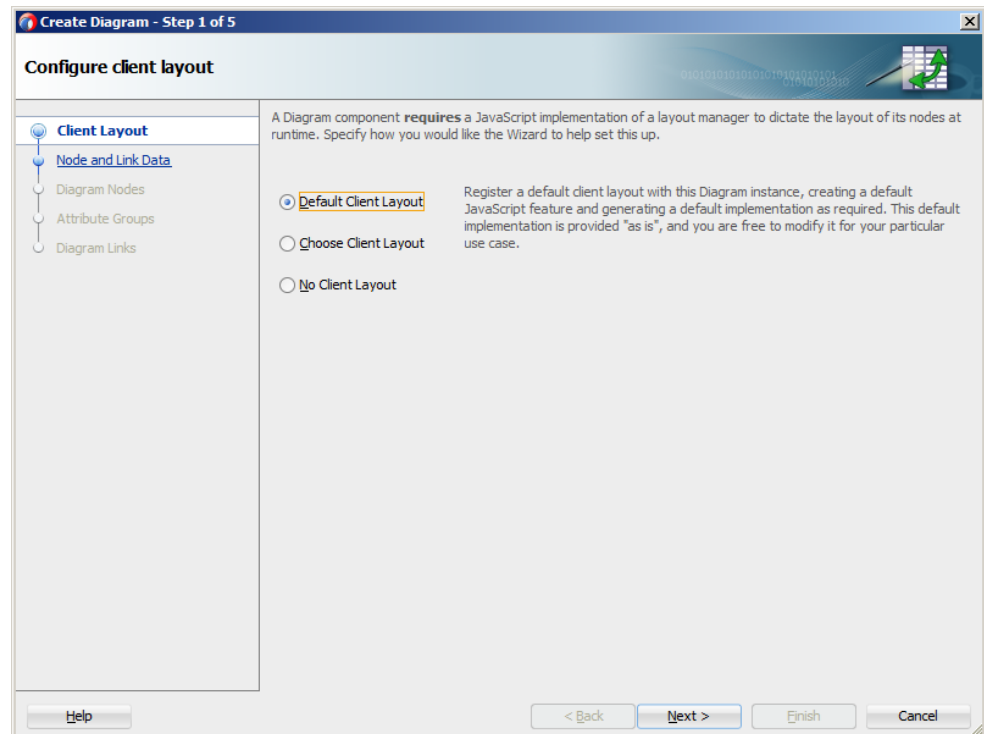 Create Diagram - Step 1 of 5
Configure client layout
Client Layout
Node and Link Data
Diagram Nodes
Attribute Groups
Diagram Links
A Diagram component requires a JavaScript implementation of a layout manager to dictate the layout of its nodes at
runtime. Specify how you would like the Wizard to help set this up.
Default Client Layout
Choose Client Layout
No Client Layout
Register a default client layout with this Diagram instance, creating a default
JavaScript feature and generating a default implementation as required. This default
implementation is provided "as is", and you are free to modify it for your particular
use case.
Help
< Back
Next >
Finish
Cancel